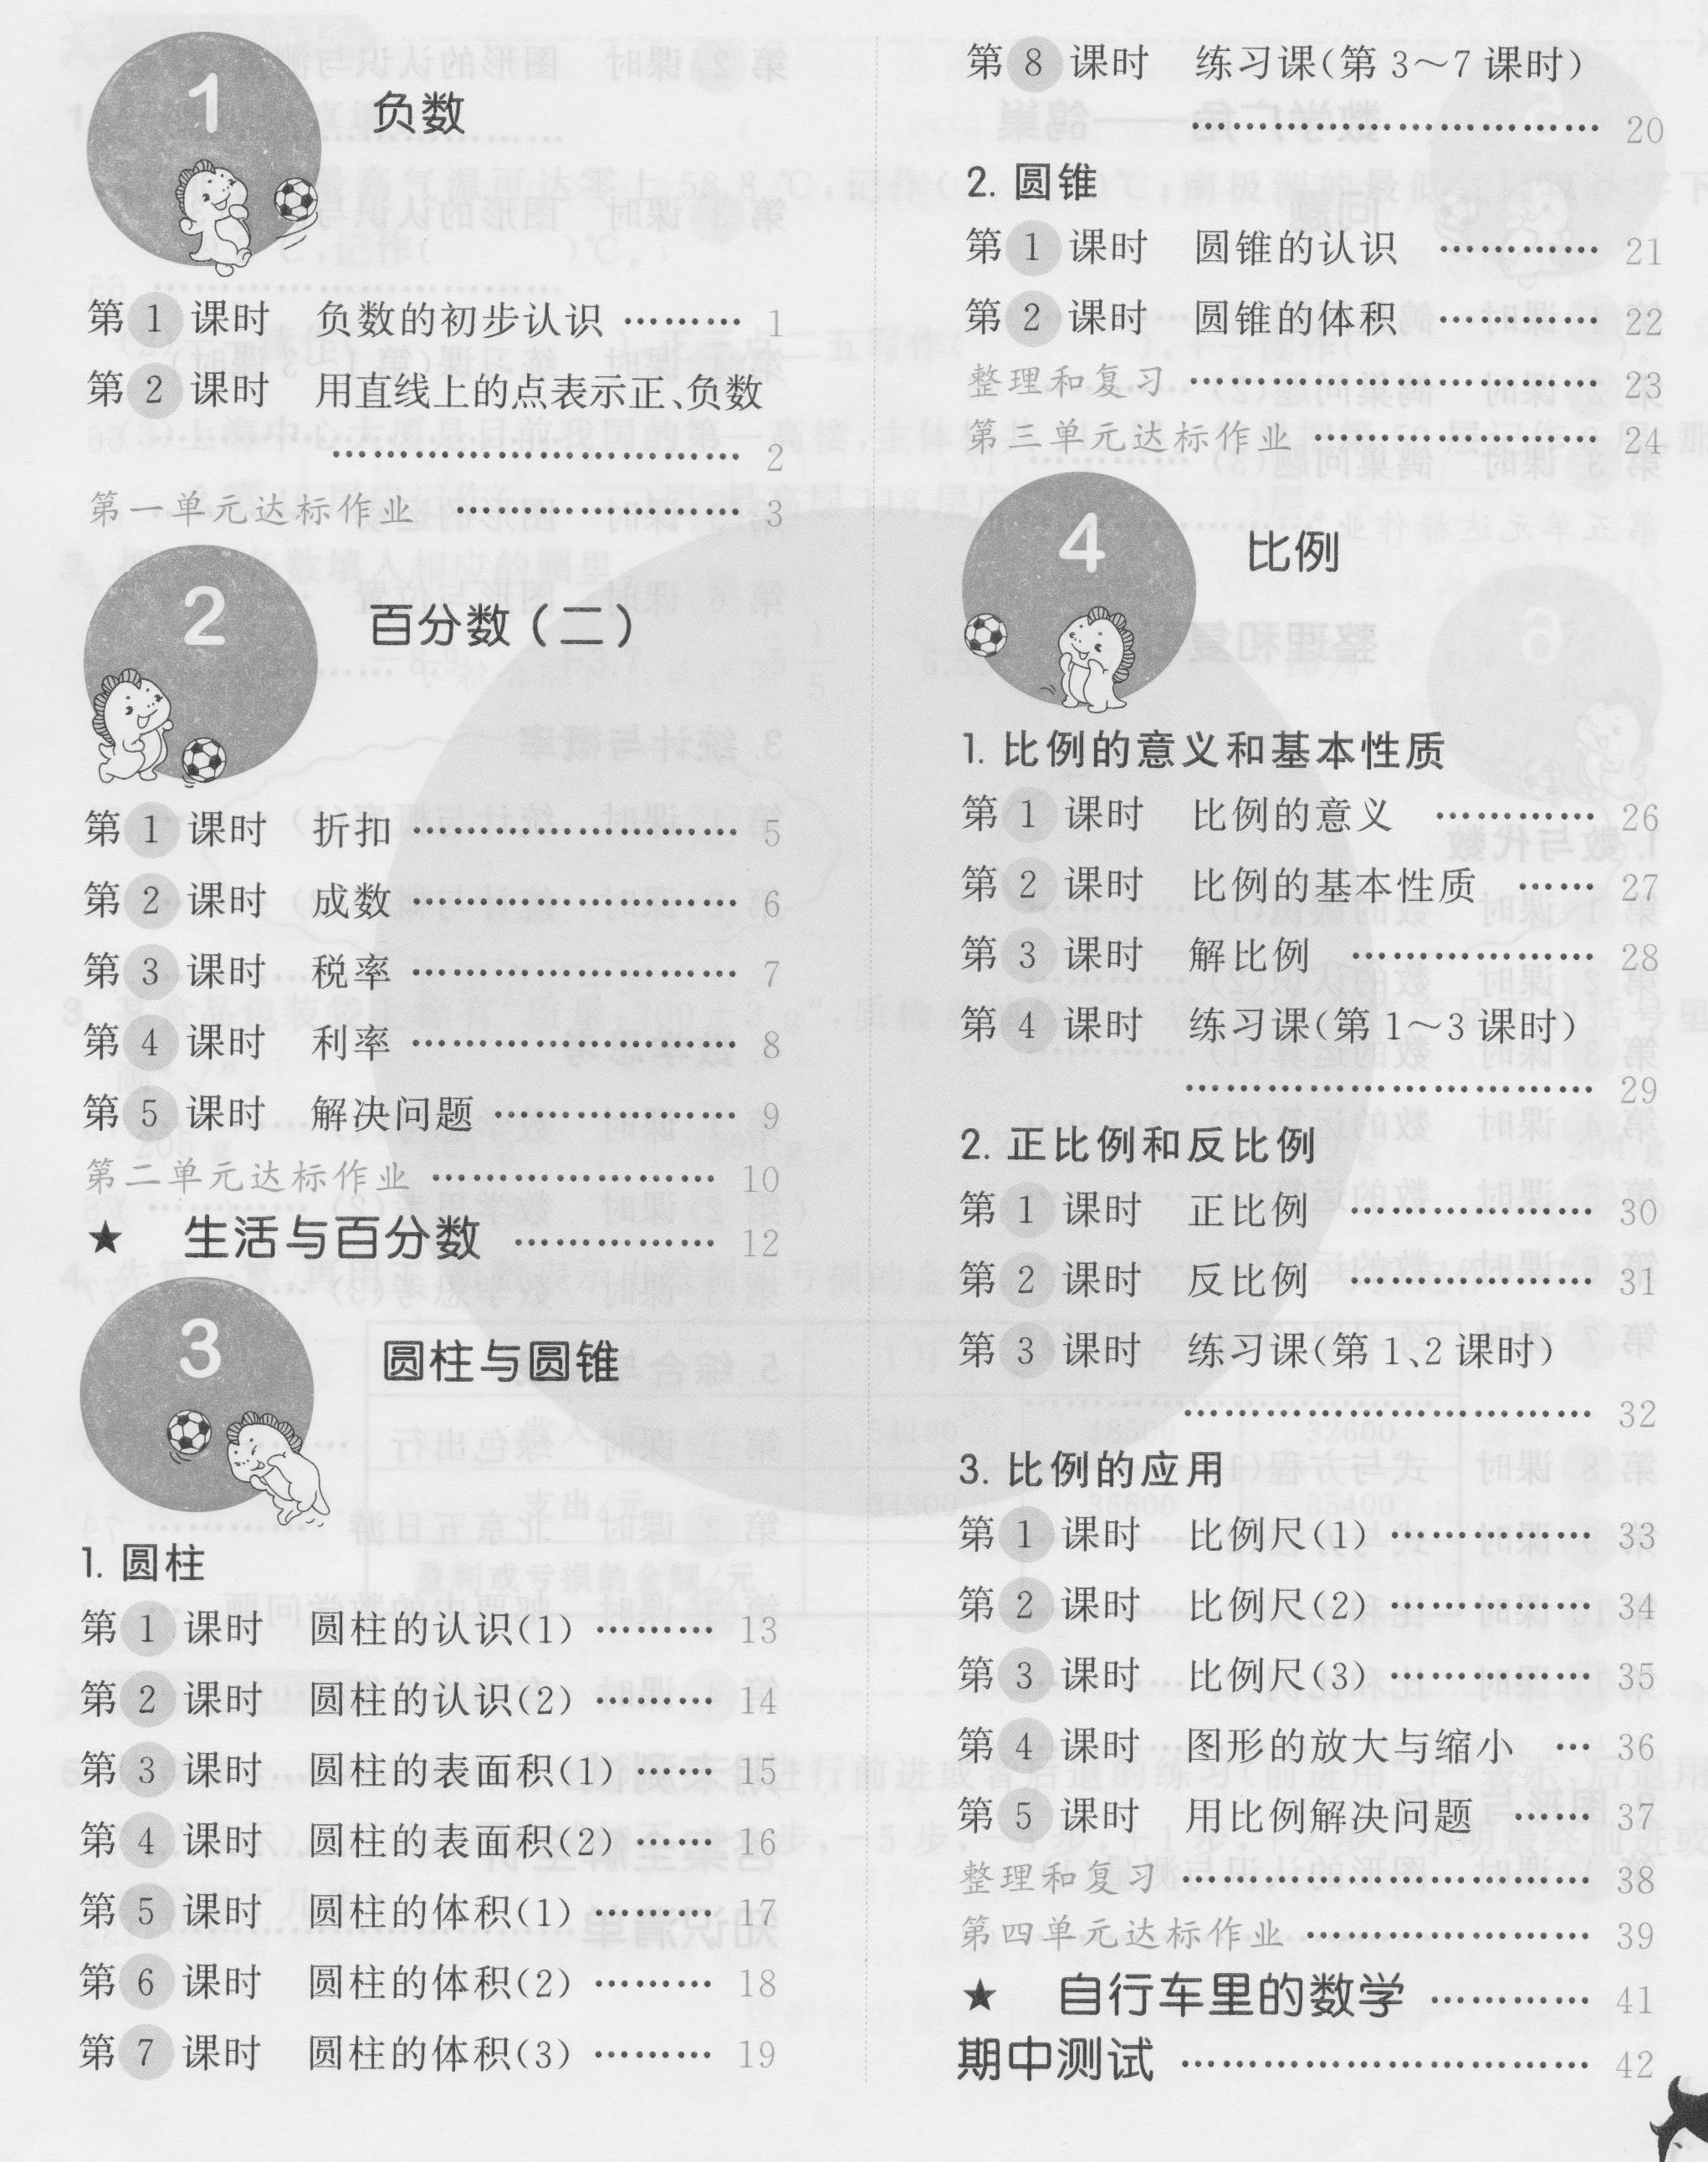 1
负数
第1课时 负数的初步认识 ……… 1
第2课时 用直线上的点表示正、负数
…………………………… 2
第一单元达标作业 ………………… 3
2
百分数(二)
第1课时 折扣 …………………… 5
第2课时 成数 …………………… 6
第3课时 税率 …………………… 7
第4课时 利率 …………………… 8
第5课时 解决问题 ……………… 9
第二单元达标作业 ………………… 10
★ 生活与百分数 …………… 12
3
圆柱与圆锥
1. 圆柱
第1课时 圆柱的认识(1) ……… 13
第2课时 圆柱的认识(2) ……… 14
第3课时 圆柱的表面积(1) …… 15
第4课时 圆柱的表面积(2) …… 16
第5课时 圆柱的体积(1) ……… 17
第6课时 圆柱的体积(2) ……… 18
第7课时 圆柱的体积(3) ……… 19
第8课时 练习课(第3～7课时)
…………………………… 20
2. 圆锥
第1课时 圆锥的认识 ………… 21
第2课时 圆锥的体积 ………… 22
整理和复习 ………………………… 23
第三单元达标作业 ………………… 24
4
比例
1. 比例的意义和基本性质
第1课时 比例的意义 ………… 26
第2课时 比例的基本性质 …… 27
第3课时 解比例 ……………… 28
第4课时 练习课(第1～3课时)
…………………………… 29
2. 正比例和反比例
第1课时 正比例 ……………… 30
第2课时 反比例 ……………… 31
第3课时 练习课(第1、2课时)
…………………………… 32
3. 比例的应用
第1课时 比例尺(1) …………… 33
第2课时 比例尺(2) …………… 34
第3课时 比例尺(3) …………… 35
第4课时 图形的放大与缩小 … 36
第5课时 用比例解决问题 …… 37
整理和复习 ………………………… 38
第四单元达标作业 ………………… 39
★ 自行车里的数学 ………… 41
期中测试 ………………………… 42